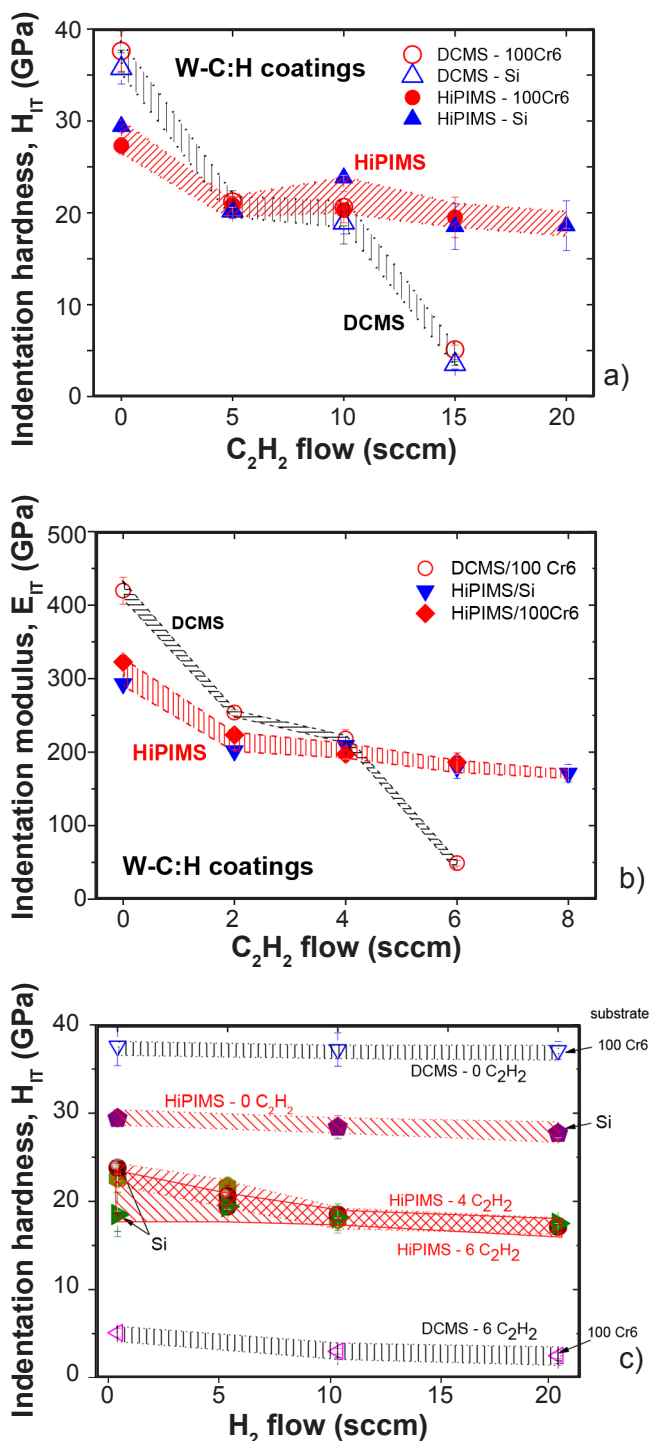 Indentation hardness, H_IT (GPa)
40
30
20
10
0
W-C:H coatings
DCMS - 100Cr6
DCMS - Si
HiPIMS - 100Cr6
HiPIMS - Si
HiPIMS
DCMS
0 5 10 15 20
C₂H₂ flow (sccm)
a)
Indentation modulus, E_IT (GPa)
500
400
300
200
100
0
DCMS/100 Cr6
HiPIMS/Si
HiPIMS/100Cr6
DCMS
HiPIMS
W-C:H coatings
0 2 4 6 8
C₂H₂ flow (sccm)
b)
Indentation hardness, H_IT (GPa)
40
30
20
10
0
substrate
100 Cr6
DCMS - 0 C₂H₂
HiPIMS - 0 C₂H₂
Si
HiPIMS - 4 C₂H₂
HiPIMS - 6 C₂H₂
Si
DCMS - 6 C₂H₂
100 Cr6
0 5 10 15 20
H₂ flow (sccm)
c)